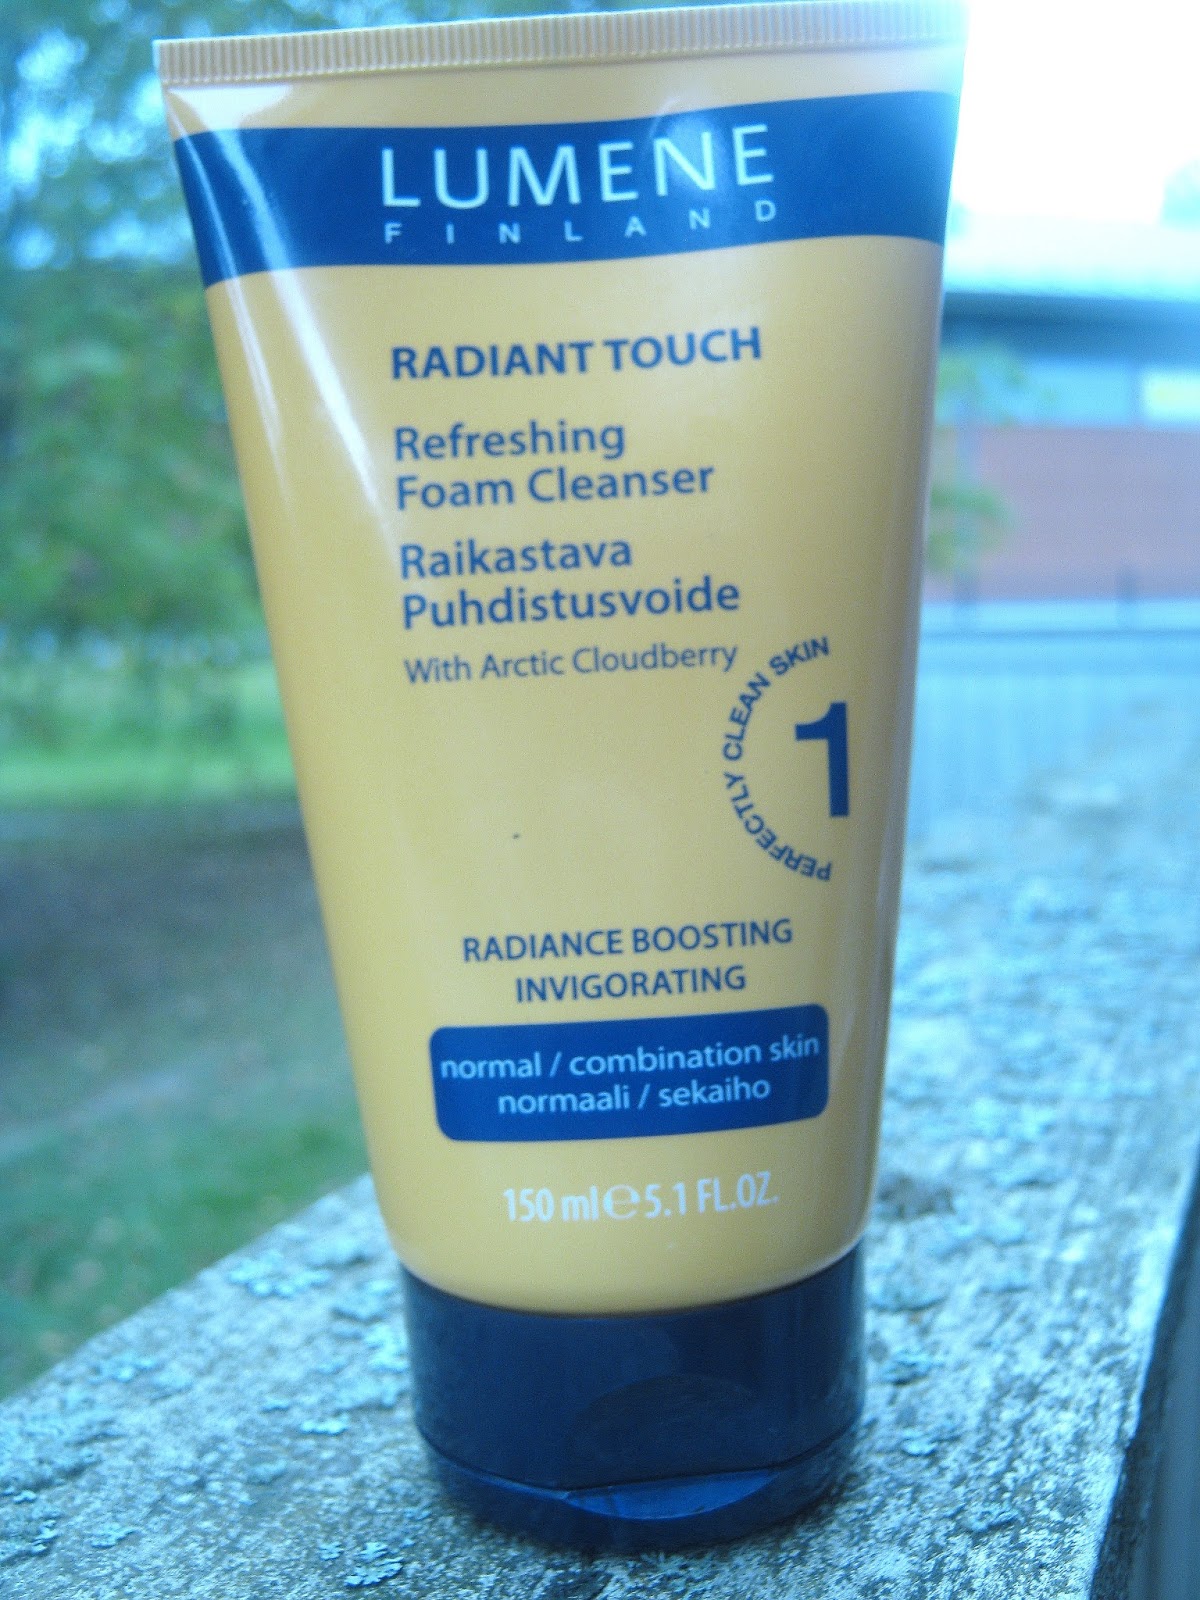 LUMENE
FINLAND
RADIANT TOUCH
Refreshing
Foam Cleanser
Raikastava
Puhdistusvoide
With Arctic Cloudberry
PERFECTLY CLEAN SKIN
1
RADIANCE BOOSTING
INVIGORATING
normal / combination skin
normaali / sekaiho
150 ml ℮ 5.1 FL.OZ.